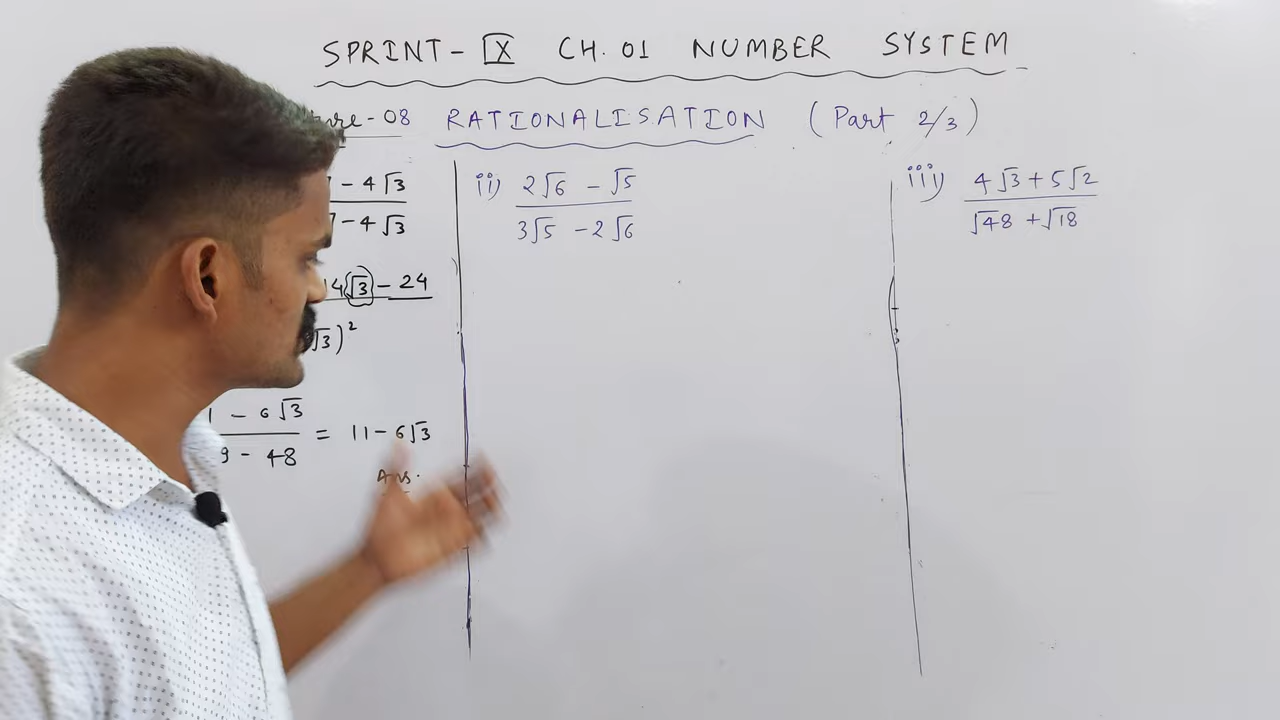 SPRINT-IX CH.01 NUMBER SYSTEM
-08 RATIONALISATION (Part 2/3)
- 4√3
- 4√3
14√3 - 24
√3)²
- 6√3
9 - 48
= 11-6√3
Ans.
ii) 2√6 - √5
3√5 - 2√6
iii) 4√3 + 5√2
√48 + √18